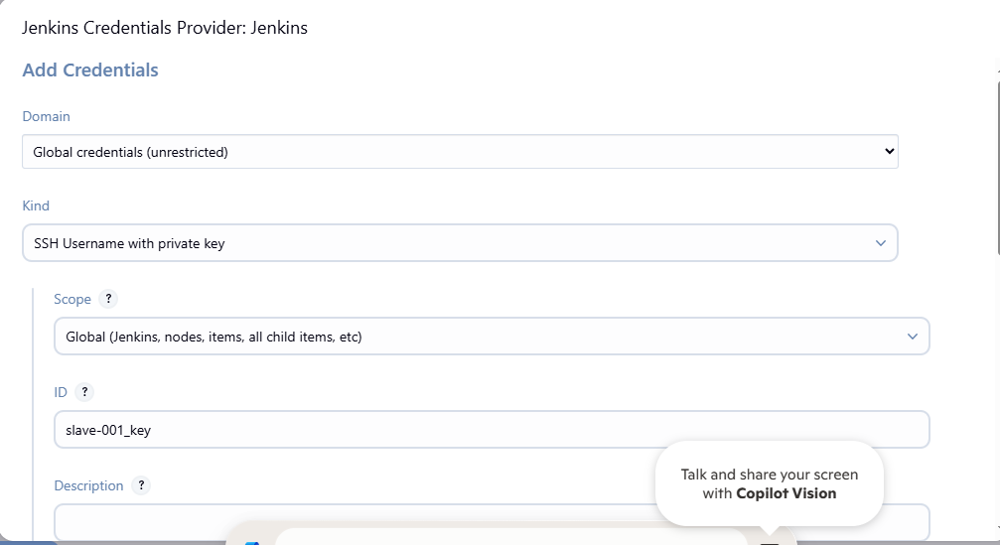 Jenkins Credentials Provider: Jenkins
Add Credentials
Domain
Global credentials (unrestricted)
Kind
SSH Username with private key
Scope ?
Global (Jenkins, nodes, items, all child items, etc)
ID ?
slave-001_key
Description ?
Talk and share your screen
with Copilot Vision